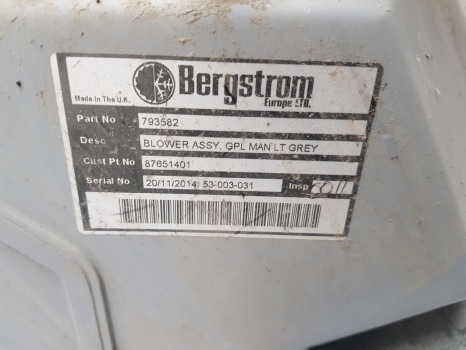 Bergstrom
Made In The U.K. Europe LTD.
Part No 793582
Desc BLOWER ASSY, GPL MAN LT GREY
Cust Pt No 87651401
Serial No 20/11/2014: 53-003-031 Insp